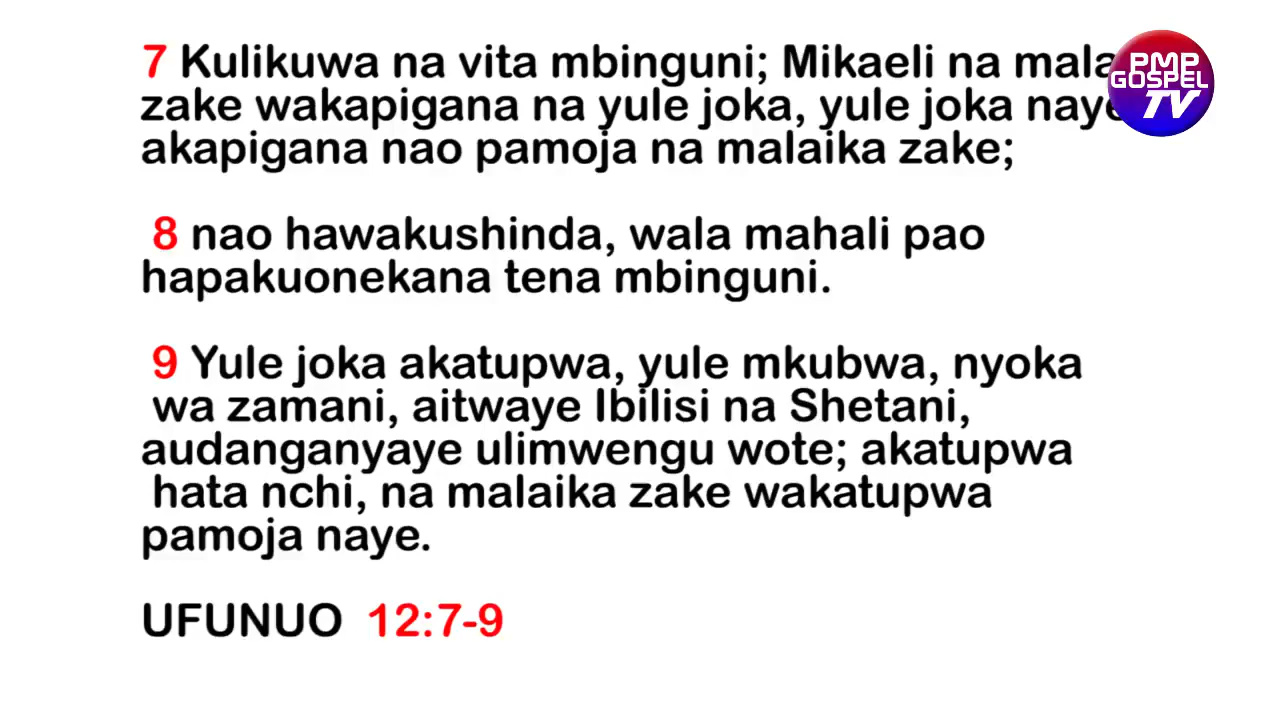 7 Kulikuwa na vita mbinguni; Mikaeli na mala
zake wakapigana na yule joka, yule joka naye
akapigana nao pamoja na malaika zake;
8 nao hawakushinda, wala mahali pao
hapakuonekana tena mbinguni.
9 Yule joka akatupwa, yule mkubwa, nyoka
wa zamani, aitwaye Ibilisi na Shetani,
audanganyaye ulimwengu wote; akatupwa
hata nchi, na malaika zake wakatupwa
pamoja naye.
UFUNUO 12:7-9
PMP
GOSPEL
TV